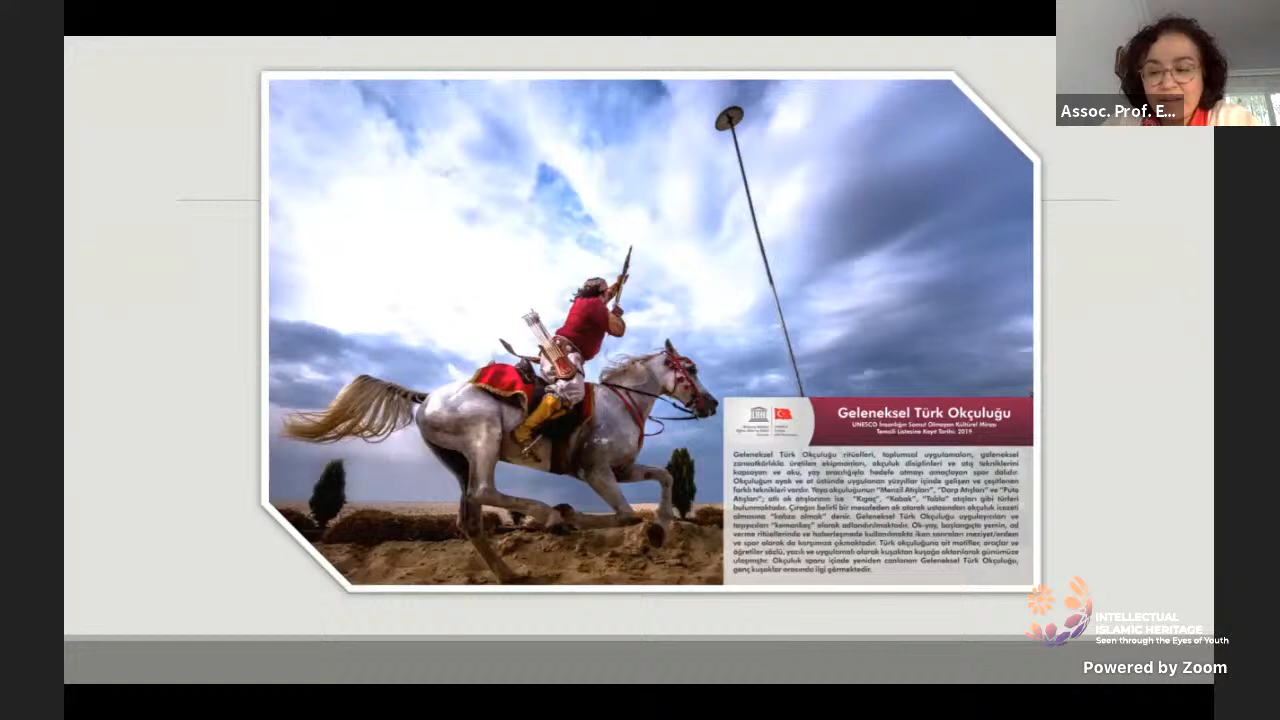 Assoc. Prof. E...
Geleneksel Türk Okçuluğu
UNESCO İnsanlığın Somut Olmayan Kültürel Mirası
Temsili Listesine Kayıt Tarihi: 2019
Geleneksel Türk Okçuluğu ritüelleri, toplumsal uygulamaları, geleneksel
zanaatkârlıkla üretilen ekipmanları, okçuluk disiplinleri ve atış tekniklerini
kapsayan ve oku, yay aracılığıyla hedefe atmayı amaçlayan spor dalıdır.
Okçuluğun ayak ve at üstünde uygulanan yüzyıllar içinde gelişen ve çeşitlenen
farklı teknikleri vardır. Yaya okçuluğunun "Menzil Atışları", "Darp Atışları" ve "Puta
Atışları"; atlı ok atışlarının ise "Kıgaç", "Kabak", "Tabla" atışları gibi türleri
bulunmaktadır. Çırağın belirli bir mesafeden ok atarak ustasından okçuluk icazeti
almasına "kabze almak" denir. Geleneksel Türk Okçuluğu uygulayıcıları ve
taşıyıcıları "kemankeş" olarak adlandırılmaktadır. Ok-yay, başlangıçta yemin, ad
verme ritüellerinde ve haberleşmede kullanılmakta iken sonraları meziyet/erdem
ve spor olarak da karşımıza çıkmaktadır. Türk okçuluğuna ait motifler, araçlar ve
öğretiler sözlü, yazılı ve uygulamalı olarak kuşaktan kuşağa aktarılarak günümüze
ulaşmıştır. Okçuluk sporu içinde yeniden canlanan Geleneksel Türk Okçuluğu,
genç kuşaklar arasında ilgi görmektedir.
INTELLECTUAL
ISLAMIC HERITAGE
Seen through the Eyes of Youth
Powered by Zoom